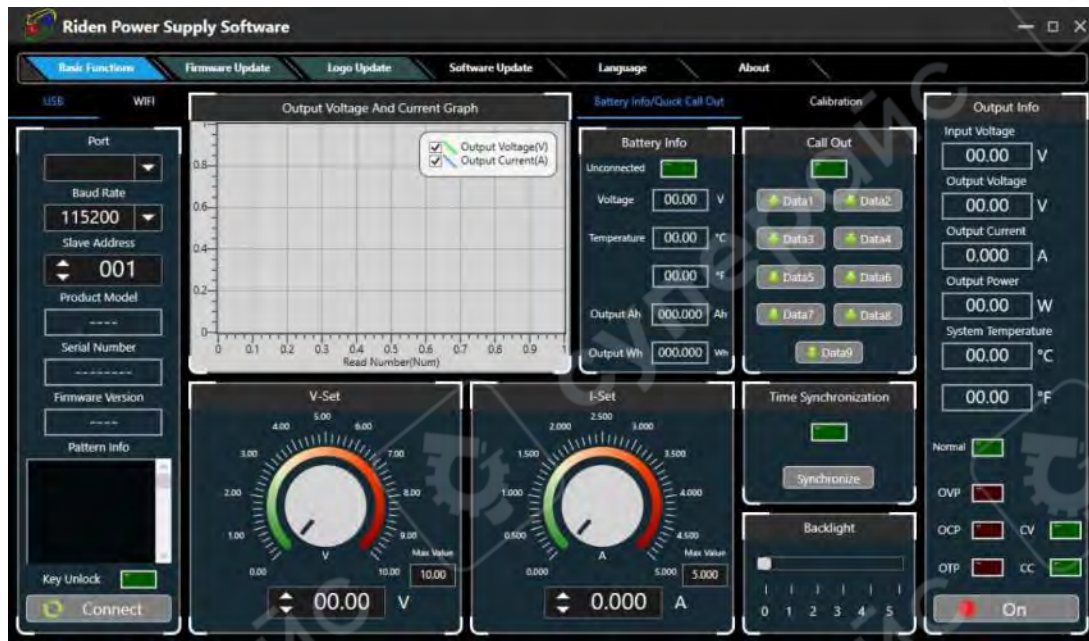 Riden Power Supply Software
Basic Functions
Firmware Update
Logo Update
Software Update
Language
About
USB
WIFI
Port
Baud Rate
115200
Slave Address
001
Product Model
----
Serial Number
--------
Firmware Version
----
Pattern Info
Key Unlock
Connect
Output Voltage And Current Graph
Output Voltage(V)
Output Current(A)
1
0.8
0.6
0.4
0.2
0
0 0.1 0.2 0.3 0.4 0.5 0.6 0.7 0.8 0.9 1
Read Number(Num)
V-Set
0.00
1.00
2.00
3.00
4.00
5.00
6.00
7.00
8.00
9.00
10.00
V
Max Value
10.00
00.00 V
I-Set
0.000
0.500
1.000
1.500
2.000
2.500
3.000
3.500
4.000
4.500
5.000
A
Max Value
5.000
0.000 A
Battery Info/Quick Call Out
Calibration
Battery Info
Unconnected
Voltage 00.00 V
Temperature 00.00 °C
00.00 °F
Output Ah 000.000 Ah
Output Wh 000.000 Wh
Call Out
Data1 Data2
Data3 Data4
Data5 Data6
Data7 Data8
Data9
Time Synchronization
Synchronize
Backlight
0 1 2 3 4 5
Output Info
Input Voltage
00.00 V
Output Voltage
00.00 V
Output Current
0.000 A
Output Power
00.00 W
System Temperature
00.00 °C
00.00 °F
Normal
OVP
OCP CV
OTP CC
On
суперайс